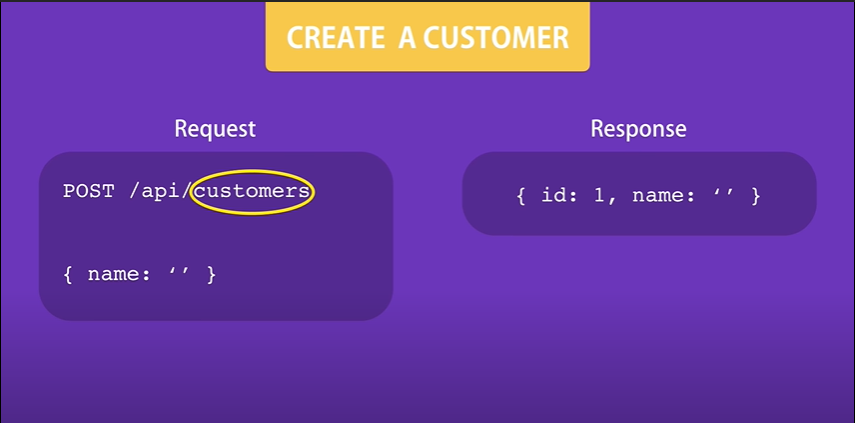 CREATE A CUSTOMER
Request
POST /api/customers
{ name: ‘’ }
Response
{ id: 1, name: ‘’ }